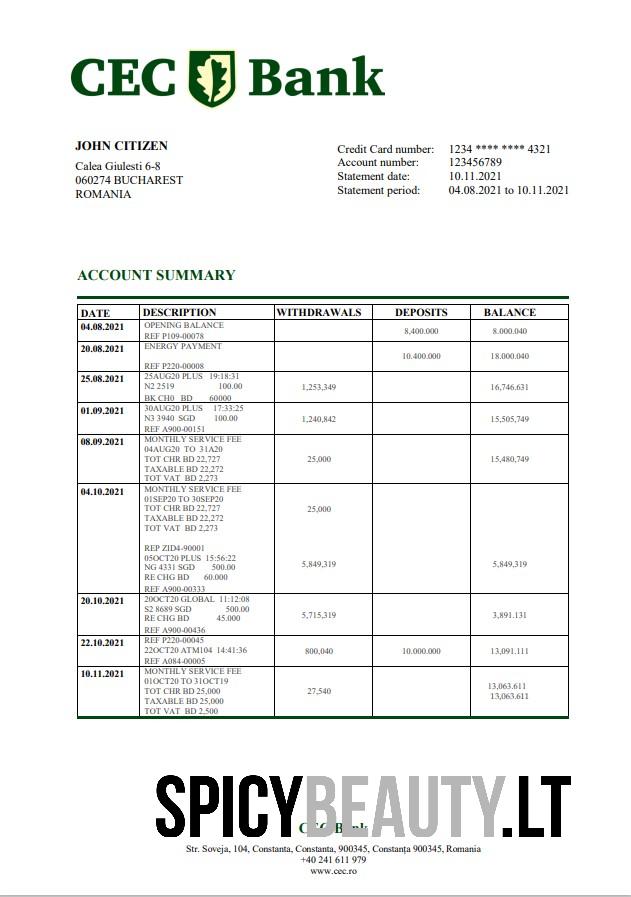 CEC Bank
JOHN CITIZEN
Calea Giulesti 6-8
060274 BUCHAREST
ROMANIA
Credit Card number: 1234 **** **** 4321
Account number: 123456789
Statement date: 10.11.2021
Statement period: 04.08.2021 to 10.11.2021
ACCOUNT SUMMARY
DATE DESCRIPTION WITHDRAWALS DEPOSITS BALANCE
04.08.2021 OPENING BALANCE
REF P109-00078 8,400.000 8.000.040
20.08.2021 ENERGY PAYMENT
10.400.000 18.000.040
REF P220-00008
25.08.2021 25AUG20 PLUS 19:18:31
N2 2519 100.00 1,253,349 16,746.631
BK CH0 BD 60000
01.09.2021 30AUG20 PLUS 17:33:25
N3 3940 SGD 100.00 1,240,842 15,505,749
REF A900-00151
08.09.2021 MONTHLY SERVICE FEE
04AUG20 TO 31A20
TOT CHR BD 22,727 25,000 15,480,749
TAXABLE BD 22,272
TOT VAT BD 2,273
04.10.2021 MONTHLY SERVICE FEE
01SEP20 TO 30SEP20
TOT CHR BD 22,727 25,000
TAXABLE BD 22,272
TOT VAT BD 2,273
REP ZID4-90001
05OCT20 PLUS 15:56:22 5,849,319 5,849,319
NG 4331 SGD 500.00
RE CHG BD 60.000
REF A900-00333
20.10.2021 20OCT20 GLOBAL 11:12:08
S2 8689 SGD 500.00 5,715,319 3,891.131
RE CHG BD 45.000
REF A900-00436
22.10.2021 REF P220-00045
22OCT20 ATM104 14:41:36 800,040 10.000.000 13,091.111
REF A084-00005
10.11.2021 MONTHLY SERVICE FEE
01OCT20 TO 31OCT19
TOT CHR BD 25,000 27,540 13,063.611
TAXABLE BD 25,000 13,063.611
TOT VAT BD 2,500
SPICYBEAUTY.LT
CEC Bank
Str. Soveja, 104, Constanta, Constanta, 900345, Constanța 900345, Romania
+40 241 611 979
www.cec.ro